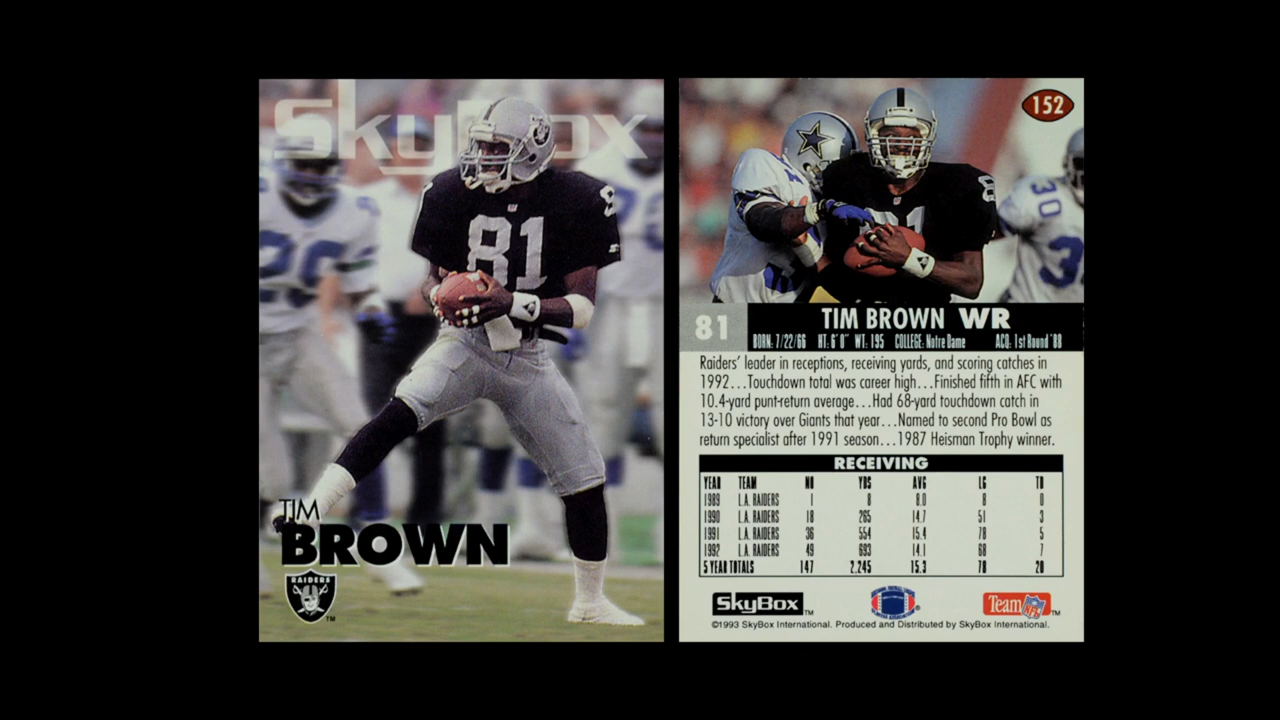 SkyBox
81
TIM
BROWN
RAIDERS
TM
152
30
81
TIM BROWN WR
BORN: 7/22/66 HT: 6' 0" WT: 195 COLLEGE: Notre Dame ACQ: 1st Round '88
Raiders' leader in receptions, receiving yards, and scoring catches in
1992...Touchdown total was career high...Finished fifth in AFC with
10.4-yard punt-return average...Had 68-yard touchdown catch in
13-10 victory over Giants that year...Named to second Pro Bowl as
return specialist after 1991 season...1987 Heisman Trophy winner.
RECEIVING
YEAR TEAM NO YDS AVG LG TD
1989 L.A. RAIDERS 1 8 8.0 8 0
1990 L.A. RAIDERS 18 265 14.7 51 3
1991 L.A. RAIDERS 36 554 15.4 78 5
1992 L.A. RAIDERS 49 693 14.1 68 7
5 YEAR TOTALS 147 2,245 15.3 78 20
SkyBox TM
Team NFL TM
©1993 SkyBox International. Produced and Distributed by SkyBox International.